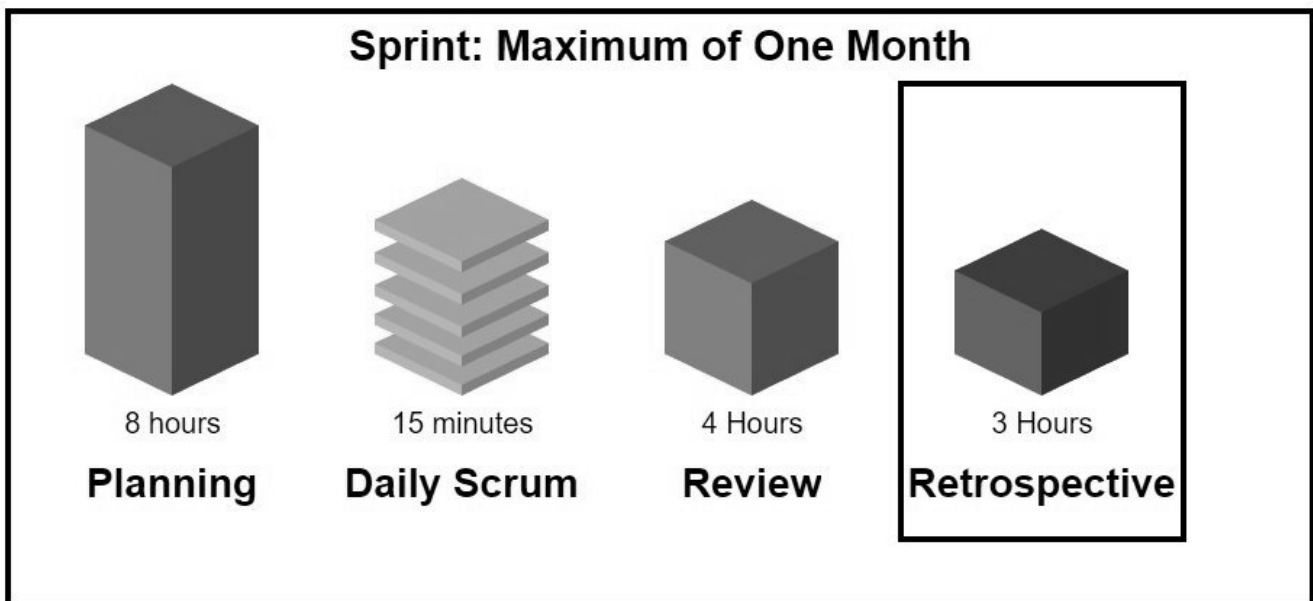 Sprint: Maximum of One Month
8 hours
15 minutes
4 Hours
3 Hours
Planning
Daily Scrum
Review
Retrospective